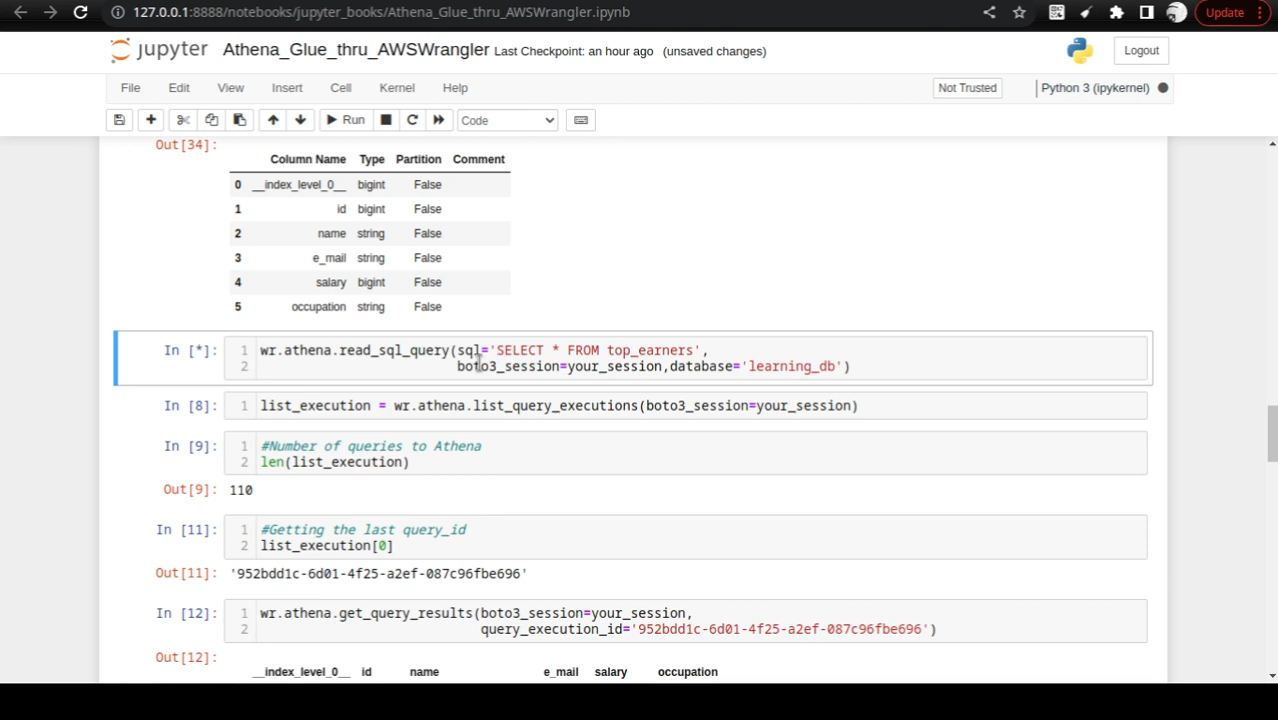 127.0.0.1:8888/notebooks/jupyter_books/Athena_Glue_thru_AWSWrangler.ipynb
Update
jupyter Athena_Glue_thru_AWSWrangler Last Checkpoint: an hour ago (unsaved changes)
Logout
File Edit View Insert Cell Kernel Help
Not Trusted Python 3 (ipykernel)
Run Code
Out[34]:
Column Name Type Partition Comment
0 __index_level_0__ bigint False
1 id bigint False
2 name string False
3 e_mail string False
4 salary bigint False
5 occupation string False
In [*]: 1 wr.athena.read_sql_query(sql='SELECT * FROM top_earners',
2 boto3_session=your_session,database='learning_db')
In [8]: 1 list_execution = wr.athena.list_query_executions(boto3_session=your_session)
In [9]: 1 #Number of queries to Athena
2 len(list_execution)
Out[9]: 110
In [11]: 1 #Getting the last query_id
2 list_execution[0]
Out[11]: '952bdd1c-6d01-4f25-a2ef-087c96fbe696'
In [12]: 1 wr.athena.get_query_results(boto3_session=your_session,
2 query_execution_id='952bdd1c-6d01-4f25-a2ef-087c96fbe696')
Out[12]:
__index_level_0__ id name e_mail salary occupation